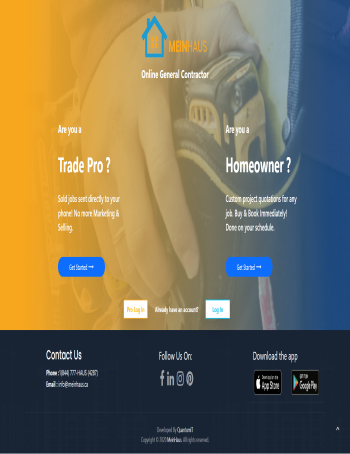 MEINHAUS
Online General Contractor
Are you a
Trade Pro ?
Sold jobs sent directly to your
phone! No more Marketing &
Selling.
Get Started →
Are you a
Homeowner ?
Custom project quotations for any
job. Buy & Book Immediately!
Done on your schedule.
Get Started →
Pro Log In
Already have an account?
Log In
Contact Us
Phone : 1(844) 777-HAUS (4287)
Email : info@meinhaus.ca
Follow Us On:
Download the app
Download on the
App Store
Google Play
Developed By QuantumIT
Copyright © 2020 MeinHaus. All rights reserved.